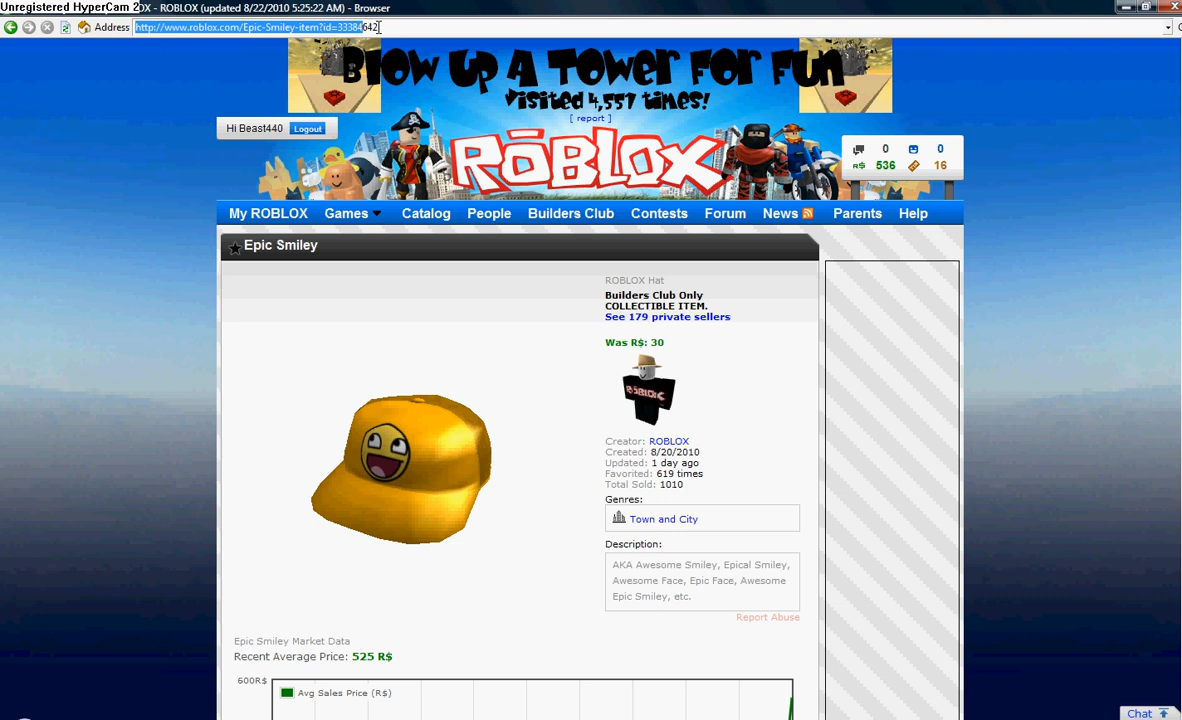 Unregistered HyperCam 2
OX - ROBLOX (updated 8/22/2010 5:25:22 AM) - Browser
Address http://www.roblox.com/Epic-Smiley-item?id=33384642
Blow Up A Tower For Fun
Visited 4,557 times!
[ report ]
Hi Beast440 Logout
ROBLOX
0 0
R$ 536 16
My ROBLOX Games Catalog People Builders Club Contests Forum News Parents Help
Epic Smiley
ROBLOX Hat
Builders Club Only
COLLECTIBLE ITEM.
See 179 private sellers
Was R$: 30
ROBLOX
Creator: ROBLOX
Created: 8/20/2010
Updated: 1 day ago
Favorited: 619 times
Total Sold: 1010
Genres:
Town and City
Description:
AKA Awesome Smiley, Epical Smiley,
Awesome Face, Epic Face, Awesome
Epic Smiley, etc.
Report Abuse
Epic Smiley Market Data
Recent Average Price: 525 R$
600R$
Avg Sales Price (R$)
Chat